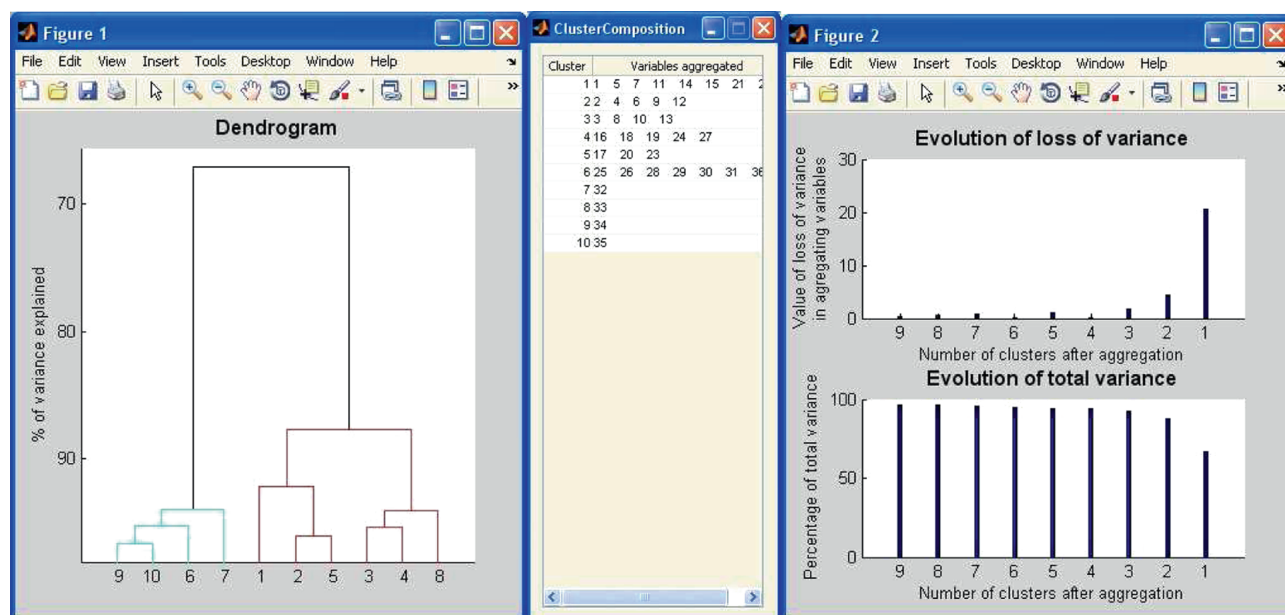 Figure 1
File Edit View Insert Tools Desktop Window Help
Dendrogram
% of variance explained
70
80
90
9 10 6 7 1 2 5 3 4 8
ClusterComposition
Cluster Variables aggregated
1 1 5 7 11 14 15 21 2
2 2 4 6 9 12
3 3 8 10 13
4 16 18 19 24 27
5 17 20 23
6 25 26 28 29 30 31 36
7 32
8 33
9 34
10 35
Figure 2
File Edit View Insert Tools Desktop Window Help
Evolution of loss of variance
Value of loss of variance
in agregating variables
30
20
10
0
9 8 7 6 5 4 3 2 1
Number of clusters after aggregation
Evolution of total variance
Percentage of total variance
100
50
0
9 8 7 6 5 4 3 2 1
Number of clusters after aggregation